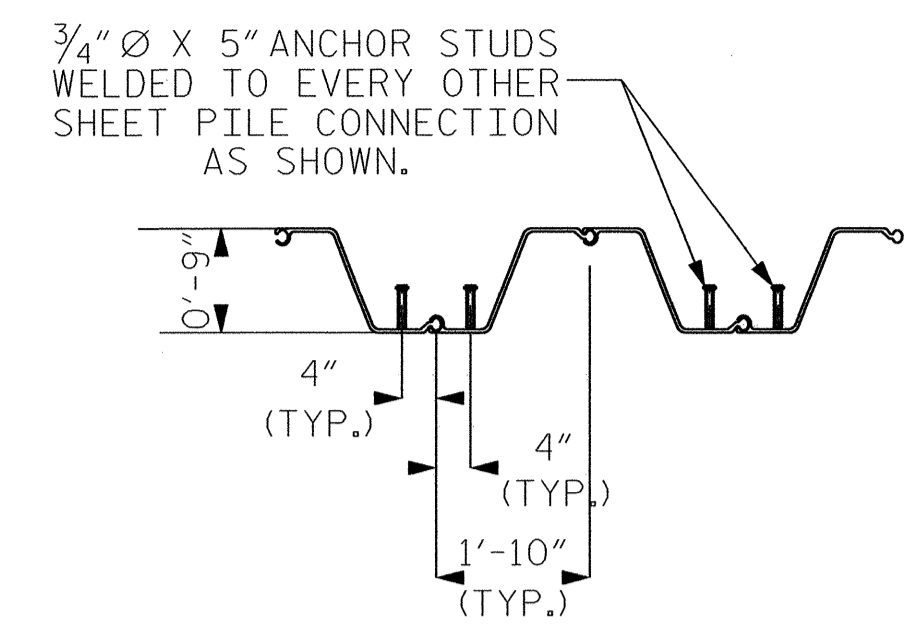 3/4" Ø X 5" ANCHOR STUDS
WELDED TO EVERY OTHER
SHEET PILE CONNECTION
AS SHOWN.
0'-9"
4"
(TYP.)
4"
(TYP.)
1'-10"
(TYP.)